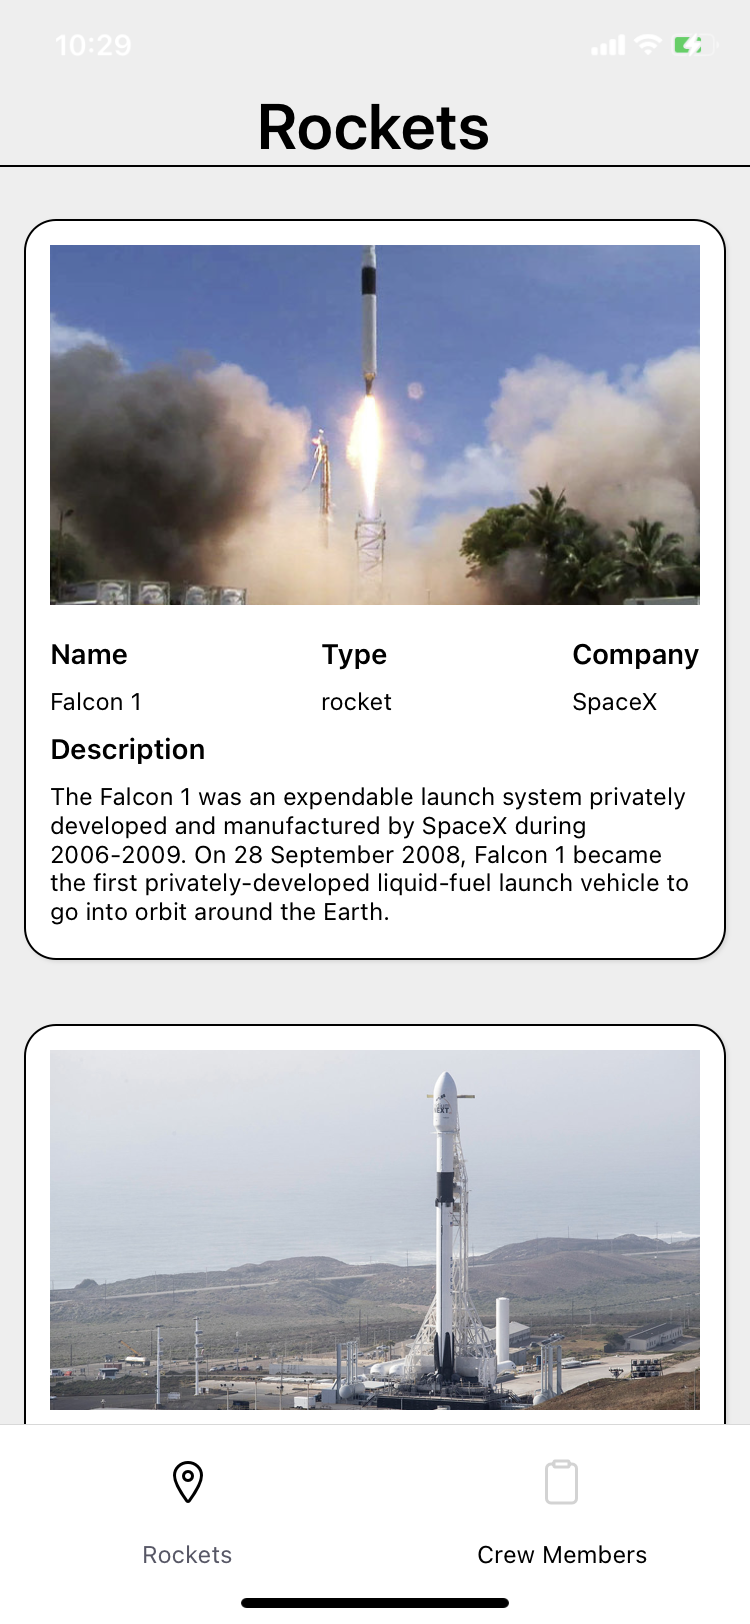 10:29
Rockets
Name Type Company
Falcon 1 rocket SpaceX
Description
The Falcon 1 was an expendable launch system privately
developed and manufactured by SpaceX during
2006-2009. On 28 September 2008, Falcon 1 became
the first privately-developed liquid-fuel launch vehicle to
go into orbit around the Earth.
Rockets Crew Members